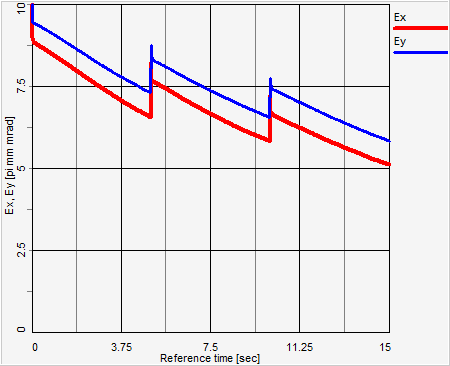 Ex
Ey
Ex, Ey [pi mm mrad]
10
7.5
5
2.5
0
0 3.75 7.5 11.25 15
Reference time [sec]